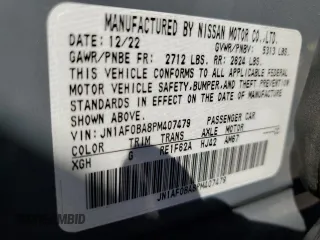 MANUFACTURED BY NISSAN MOTOR CO./LTD.
DATE: 12/22 GVWR/PNBV: 5313 LBS.
GAWR/PNBE FR: 2712 LBS. RR: 2824 LBS.
THIS VEHICLE CONFORMS TO ALL APPLICABLE FEDERAL
MOTOR VEHICLE SAFETY, BUMPER, AND THEFT
PREVENTION STANDARDS IN EFFECT ON THE DATE OF MANUFACTURE
SHOWN ABOVE.
VIN:JN1AF0BA8PM407479 PASSENGER CAR
COLOR TRIM TRANS AXLE MOTOR
XGH G RE1F62A HJ42 AM67
JN1AF0BA8PM407479